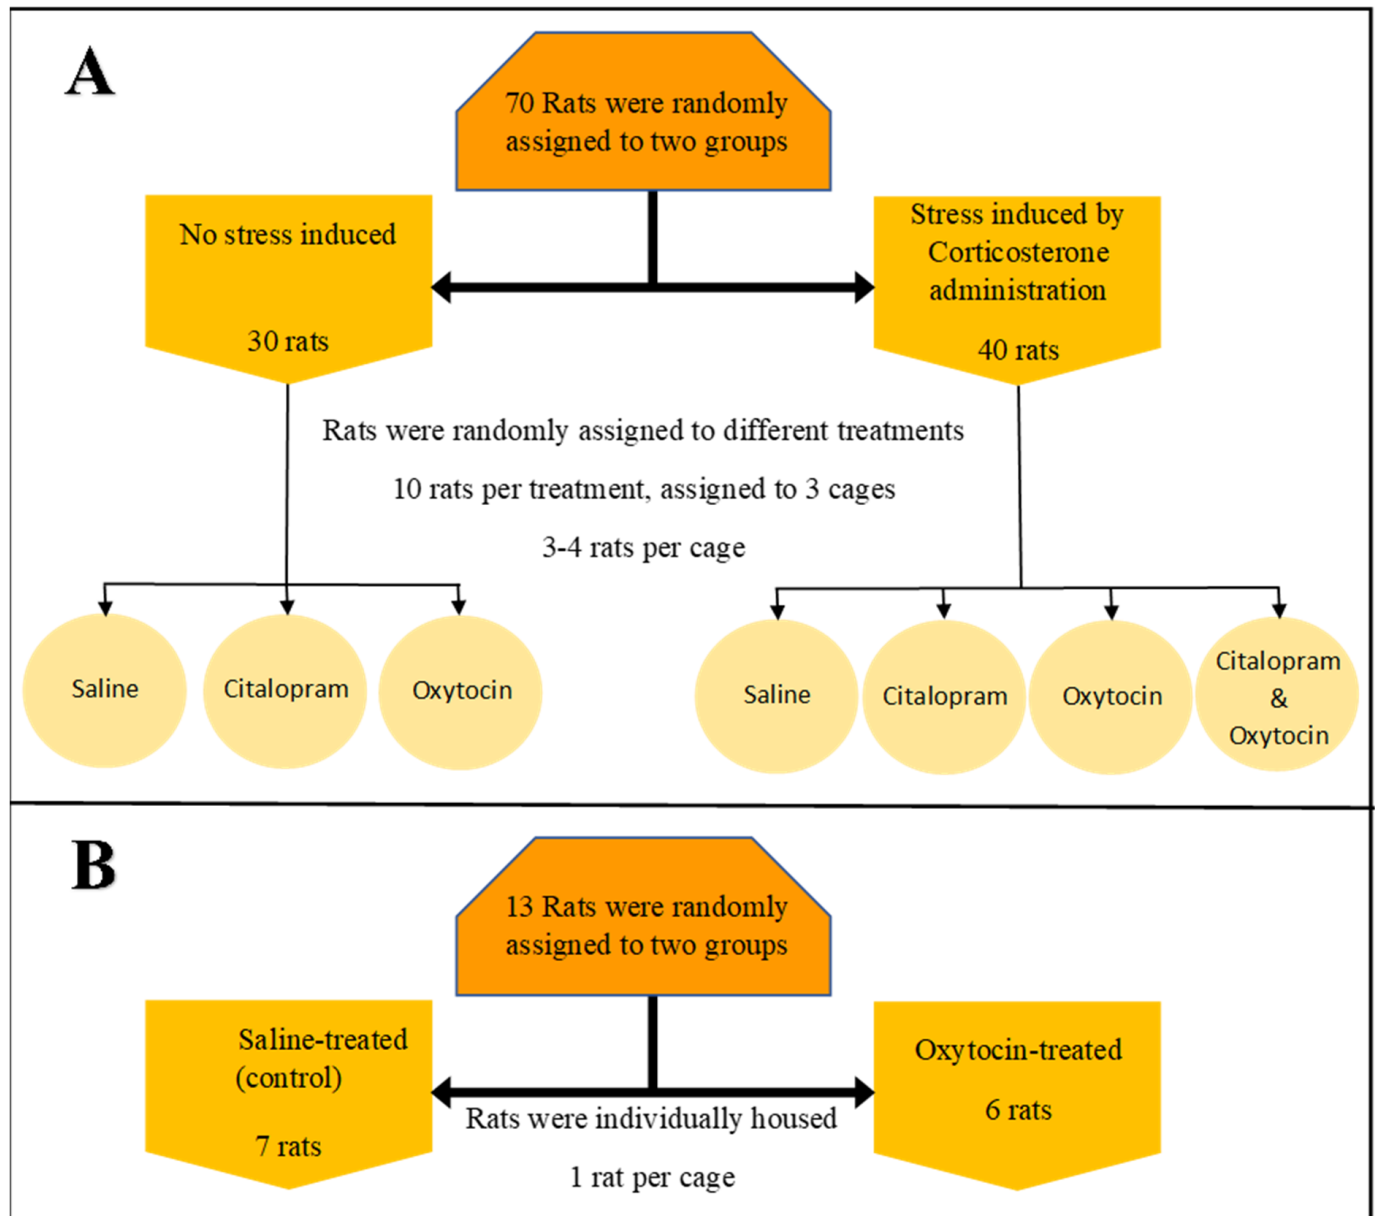 A
70 Rats were randomly
assigned to two groups
No stress induced
30 rats
Stress induced by
Corticosterone
administration
40 rats
Rats were randomly assigned to different treatments
10 rats per treatment, assigned to 3 cages
3-4 rats per cage
Saline
Citalopram
Oxytocin
Saline
Citalopram
Oxytocin
Citalopram
&
Oxytocin
B
13 Rats were randomly
assigned to two groups
Saline-treated
(control)
7 rats
Rats were individually housed
1 rat per cage
Oxytocin-treated
6 rats